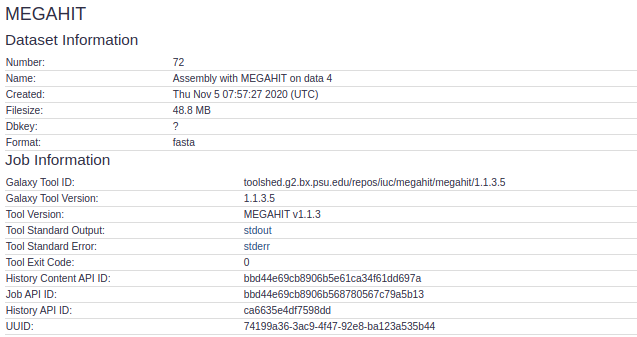 MEGAHIT
Dataset Information
Number: 72
Name: Assembly with MEGAHIT on data 4
Created: Thu Nov 5 07:57:27 2020 (UTC)
Filesize: 48.8 MB
Dbkey: ?
Format: fasta
Job Information
Galaxy Tool ID: toolshed.g2.bx.psu.edu/repos/iuc/megahit/megahit/1.1.3.5
Galaxy Tool Version: 1.1.3.5
Tool Version: MEGAHIT v1.1.3
Tool Standard Output: stdout
Tool Standard Error: stderr
Tool Exit Code: 0
History Content API ID: bbd44e69cb8906b5e61ca34f61dd697a
Job API ID: bbd44e69cb8906b568780567c79a5b13
History API ID: ca6635e4df7598dd
UUID: 74199a36-3ac9-4f47-92e8-ba123a535b44